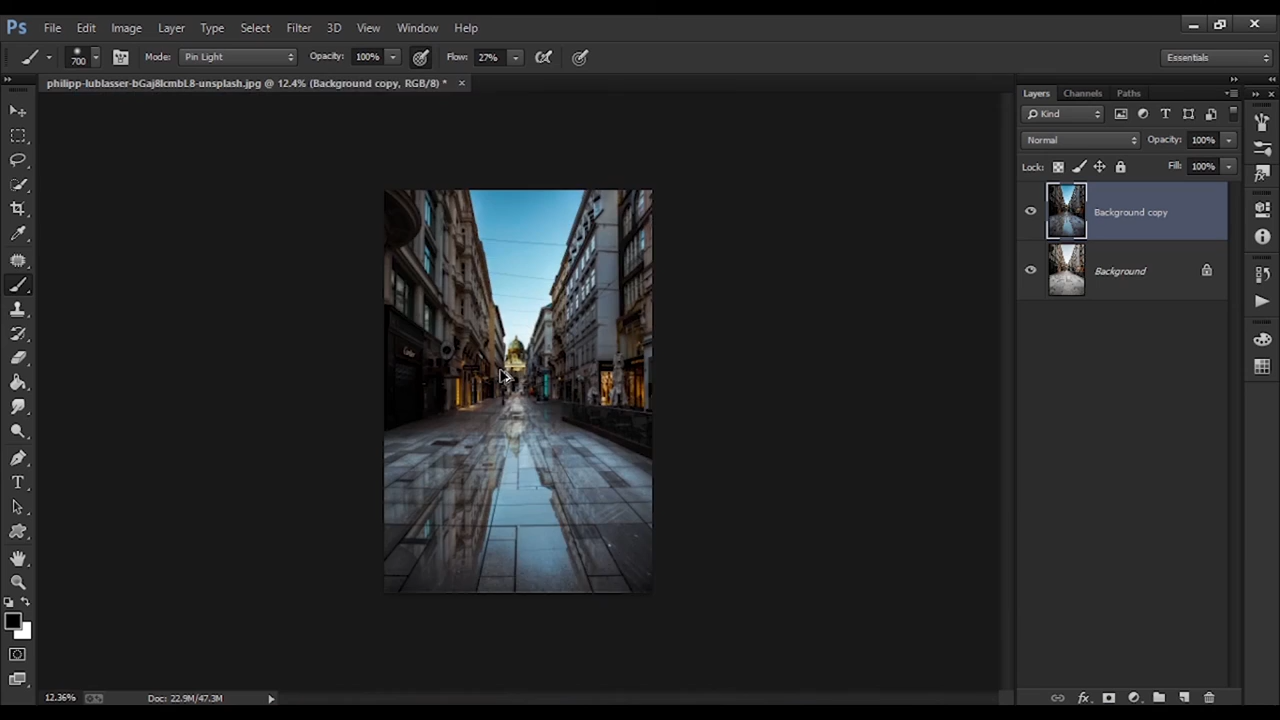 Ps File Edit Image Layer Type Select Filter 3D View Window Help
700 Mode: Pin Light Opacity: 100% Flow: 27% Essentials
philipp-lublasser-bGaj8lcmbL8-unsplash.jpg @ 12.4% (Background copy, RGB/8) *
Layers Channels Paths
Kind
Normal Opacity: 100%
Lock: Fill: 100%
Background copy
Background
12.36% Doc: 22.9M/47.3M